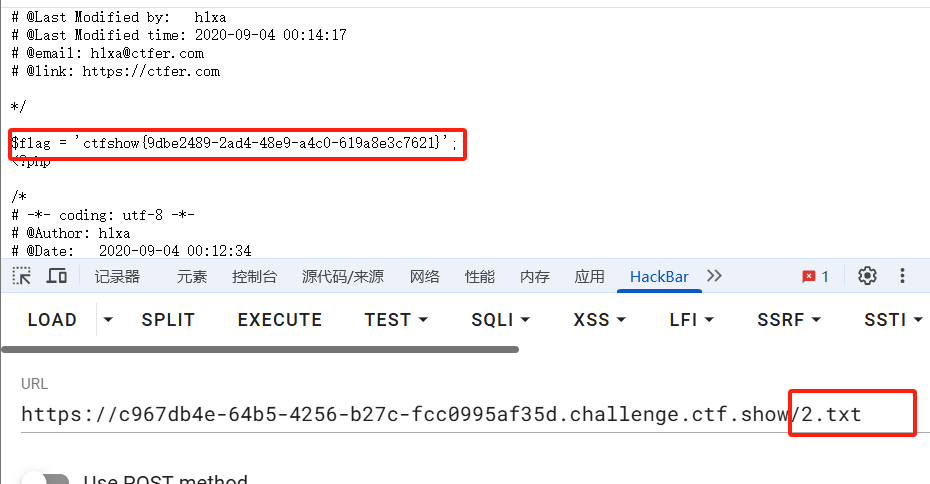 # @Last Modified by:   h1xa
# @Last Modified time: 2020-09-04 00:14:17
# @email: h1xa@ctfer.com
# @link: https://ctfer.com
*/
$flag = 'ctfshow{9dbe2489-2ad4-48e9-a4c0-619a8e3c7621}';
<?php
/*
# -*- coding: utf-8 -*-
# @Author: h1xa
# @Date:   2020-09-04 00:12:34
记录器 元素 控制台 源代码/来源 网络 性能 内存 应用 HackBar 1
LOAD SPLIT EXECUTE TEST SQLI XSS LFI SSRF SSTI
URL
https://c967db4e-64b5-4256-b27c-fcc0995af35d.challenge.ctf.show/2.txt
Use POST method